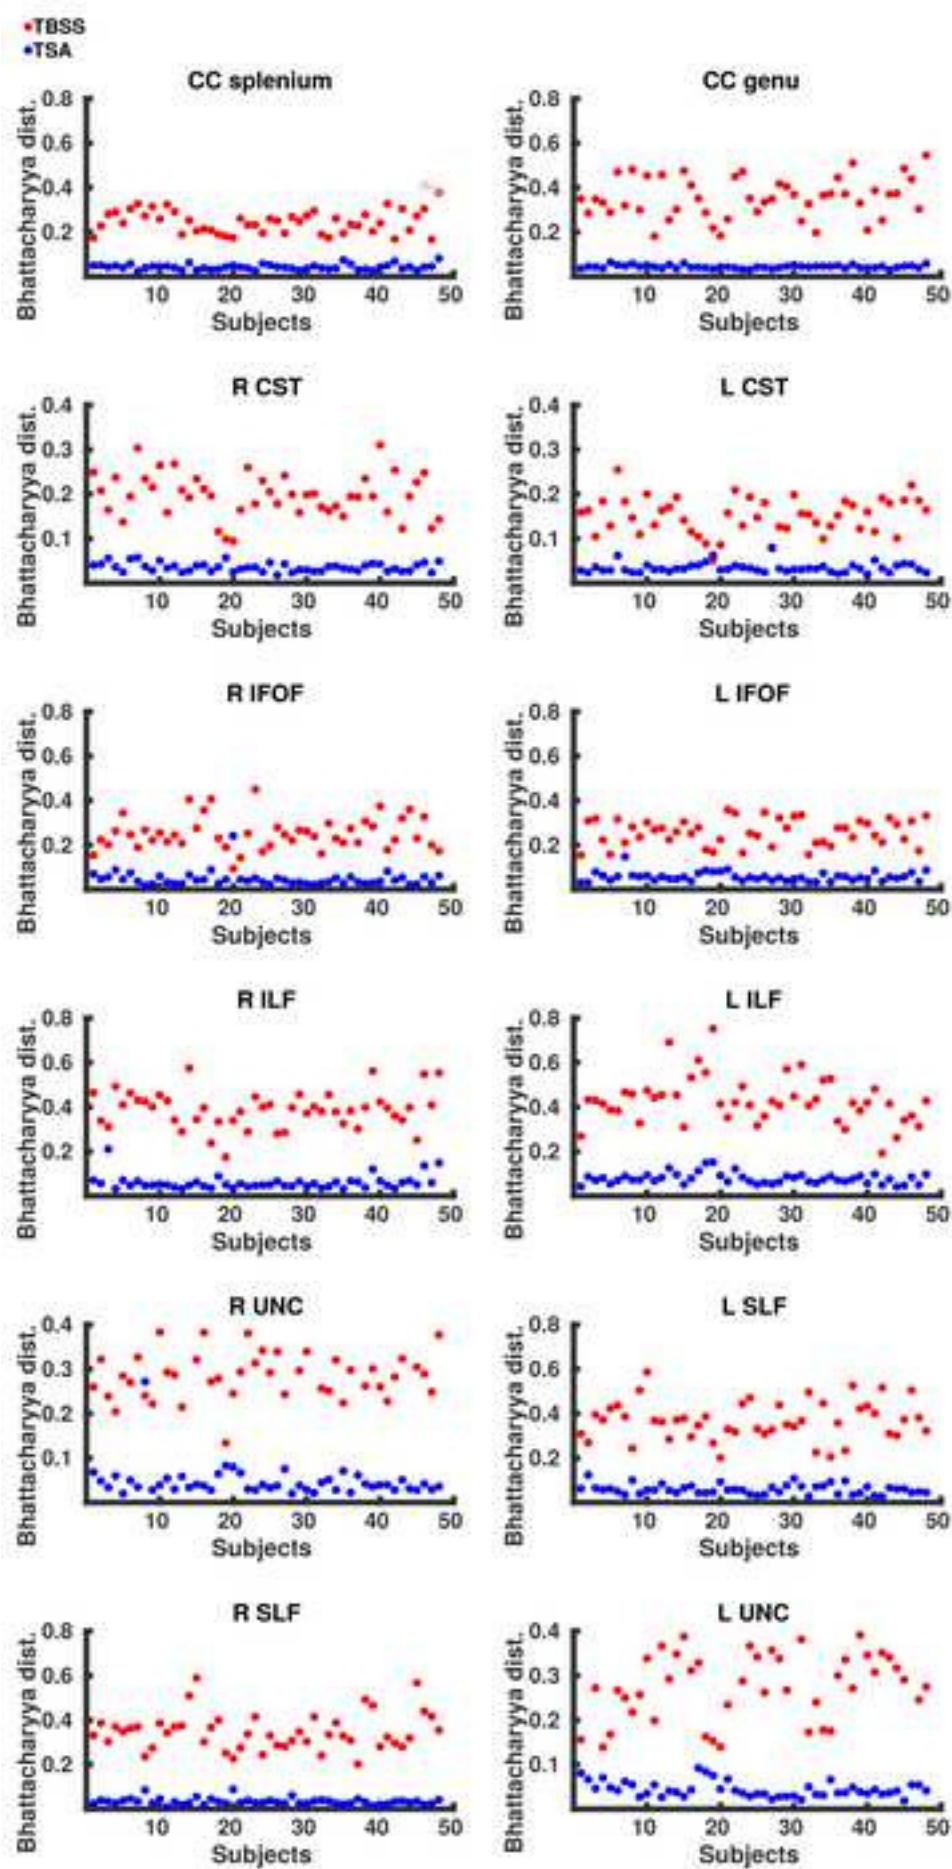 TBSS
TSA
CC splenium
CC genu
Bhattacharyya dist.
0.8
0.6
0.4
0.2
10 20 30 40 50
Subjects
Bhattacharyya dist.
0.8
0.6
0.4
0.2
10 20 30 40 50
Subjects
R CST
L CST
Bhattacharyya dist.
0.4
0.3
0.2
0.1
10 20 30 40 50
Subjects
Bhattacharyya dist.
0.4
0.3
0.2
0.1
10 20 30 40 50
Subjects
R IFOF
L IFOF
Bhattacharyya dist.
0.8
0.6
0.4
0.2
10 20 30 40 50
Subjects
Bhattacharyya dist.
0.8
0.6
0.4
0.2
10 20 30 40 50
Subjects
R ILF
L ILF
Bhattacharyya dist.
0.8
0.6
0.4
0.2
10 20 30 40 50
Subjects
Bhattacharyya dist.
0.8
0.6
0.4
0.2
10 20 30 40 50
Subjects
R UNC
L SLF
Bhattacharyya dist.
0.4
0.3
0.2
0.1
10 20 30 40 50
Subjects
Bhattacharyya dist.
0.8
0.6
0.4
0.2
10 20 30 40 50
Subjects
R SLF
L UNC
Bhattacharyya dist.
0.8
0.6
0.4
0.2
10 20 30 40 50
Subjects
Bhattacharyya dist.
0.4
0.3
0.2
0.1
10 20 30 40 50
Subjects